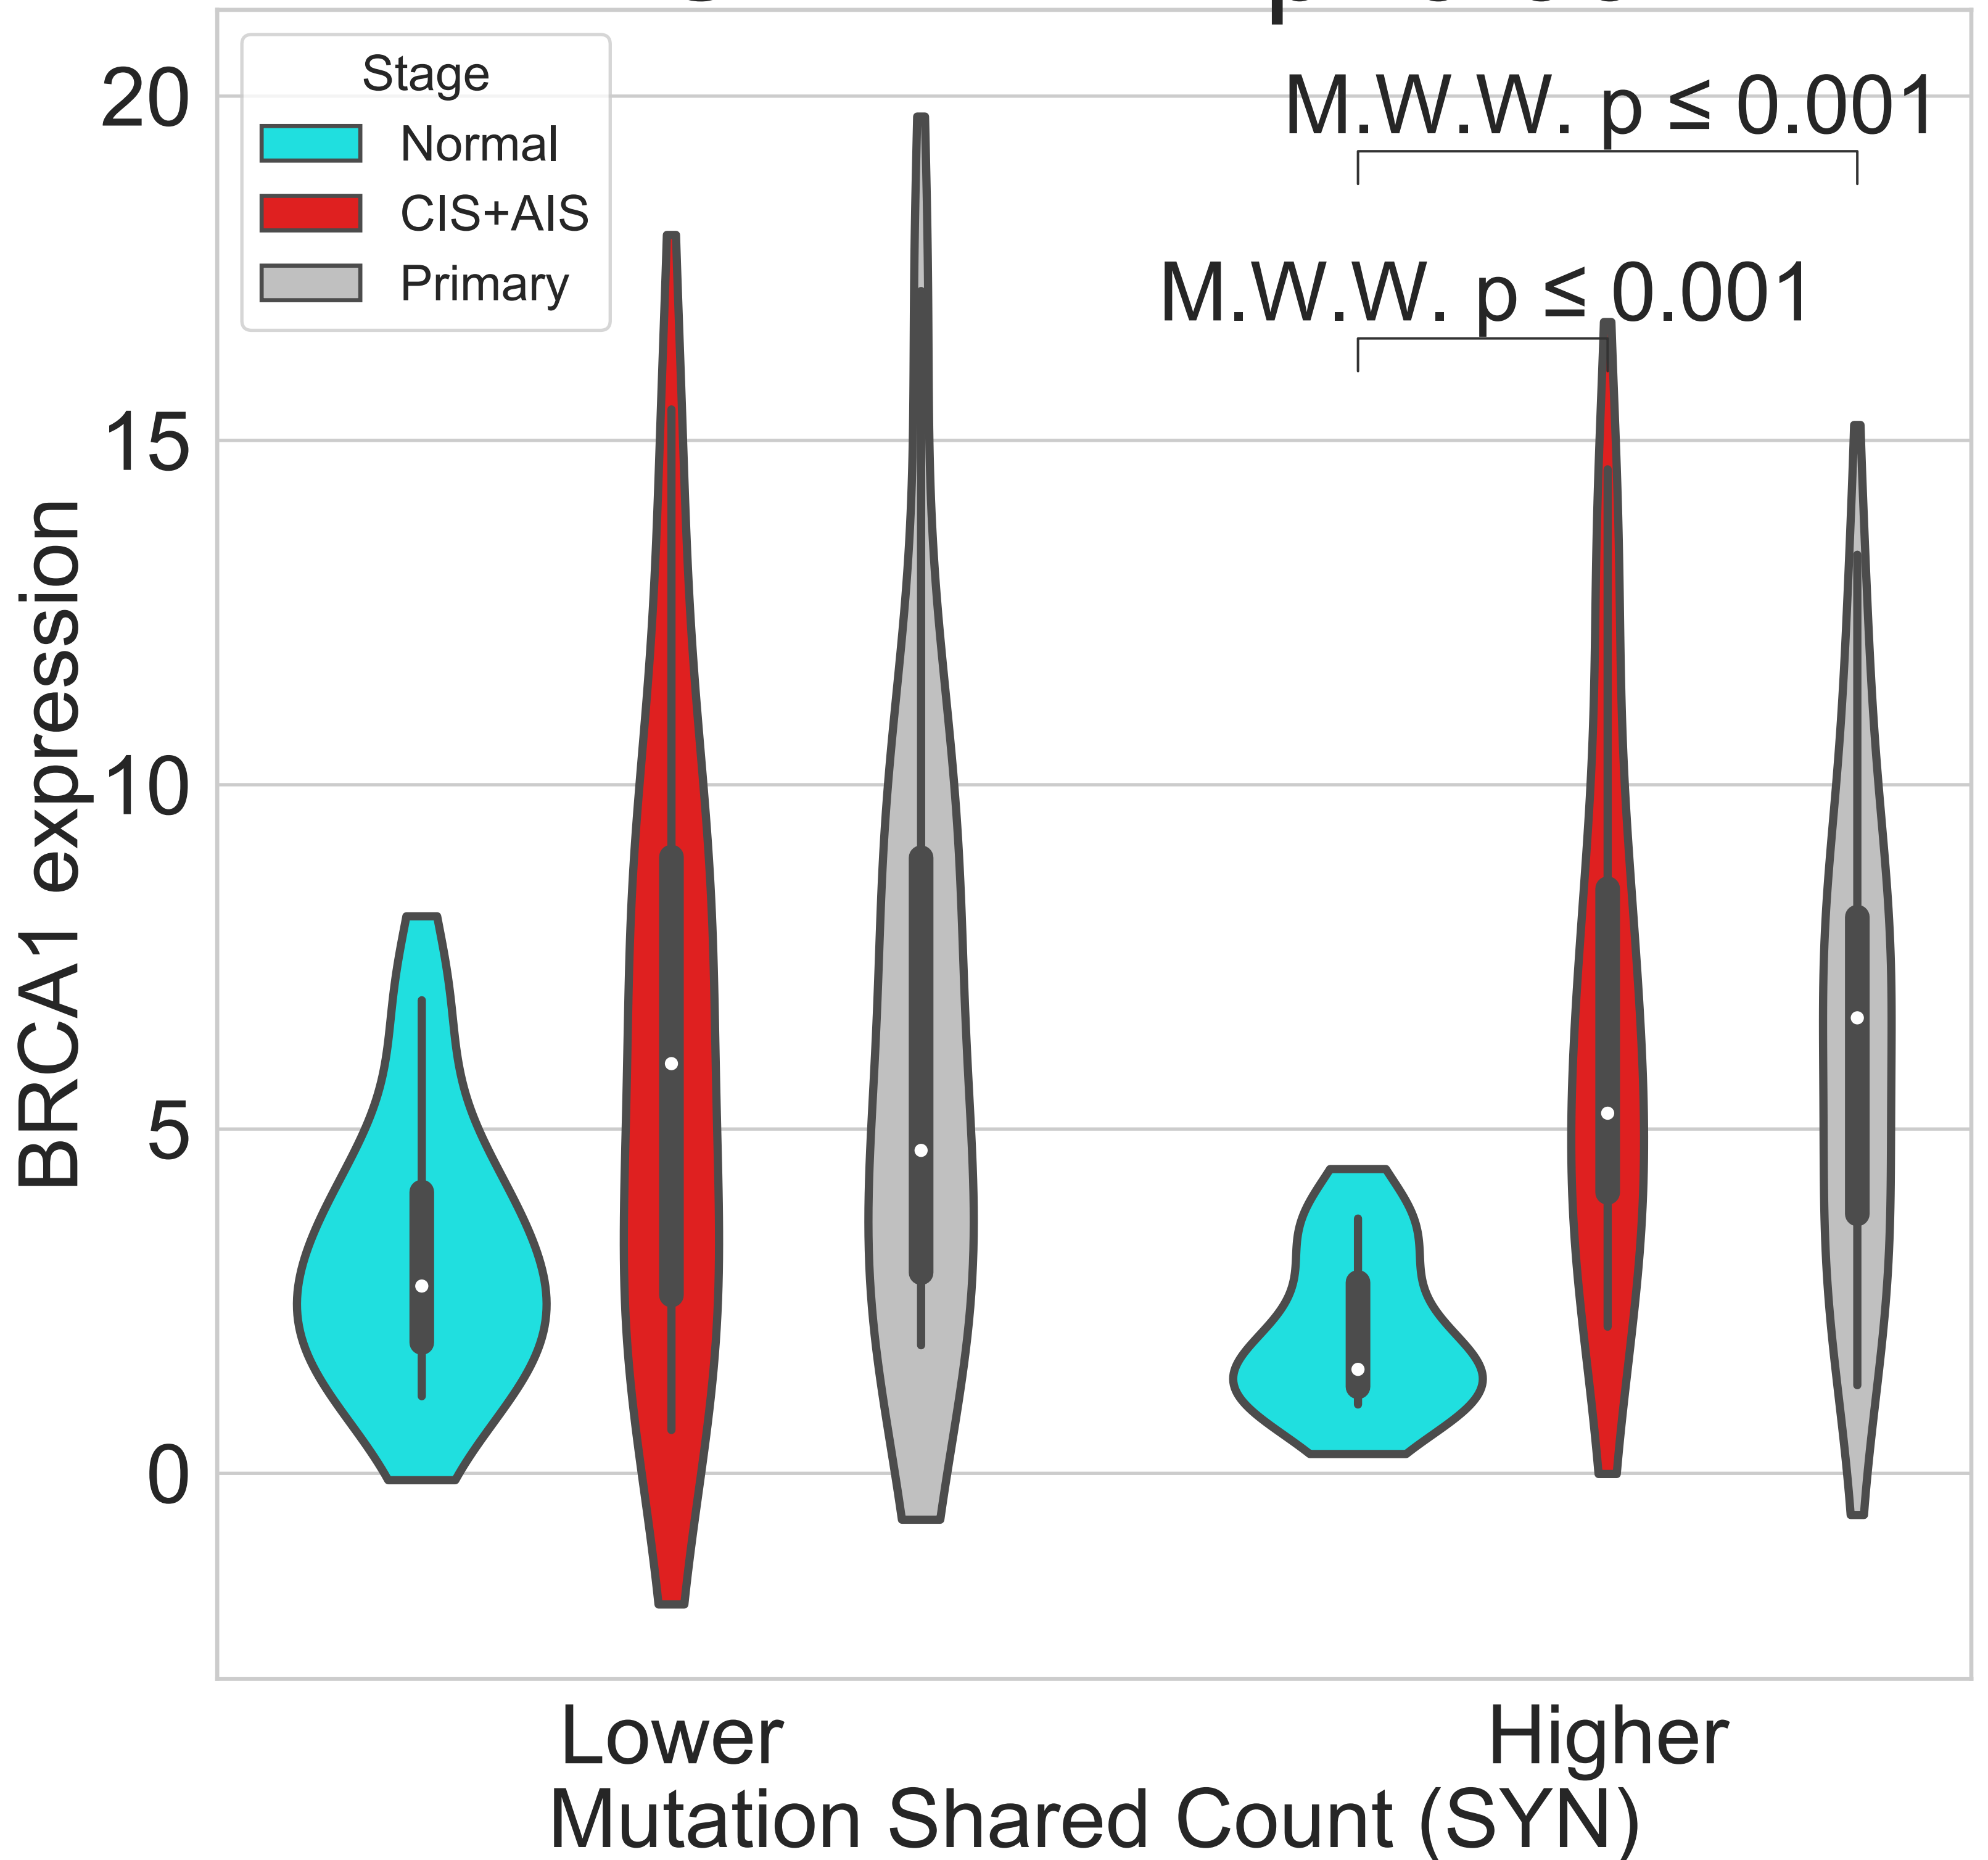 Stage
Normal
CIS+AIS
Primary
M.W.W. p ≤ 0.001
M.W.W. p ≤ 0.001
20
15
10
5
0
BRCA1 expression
Lower
Higher
Mutation Shared Count (SYN)